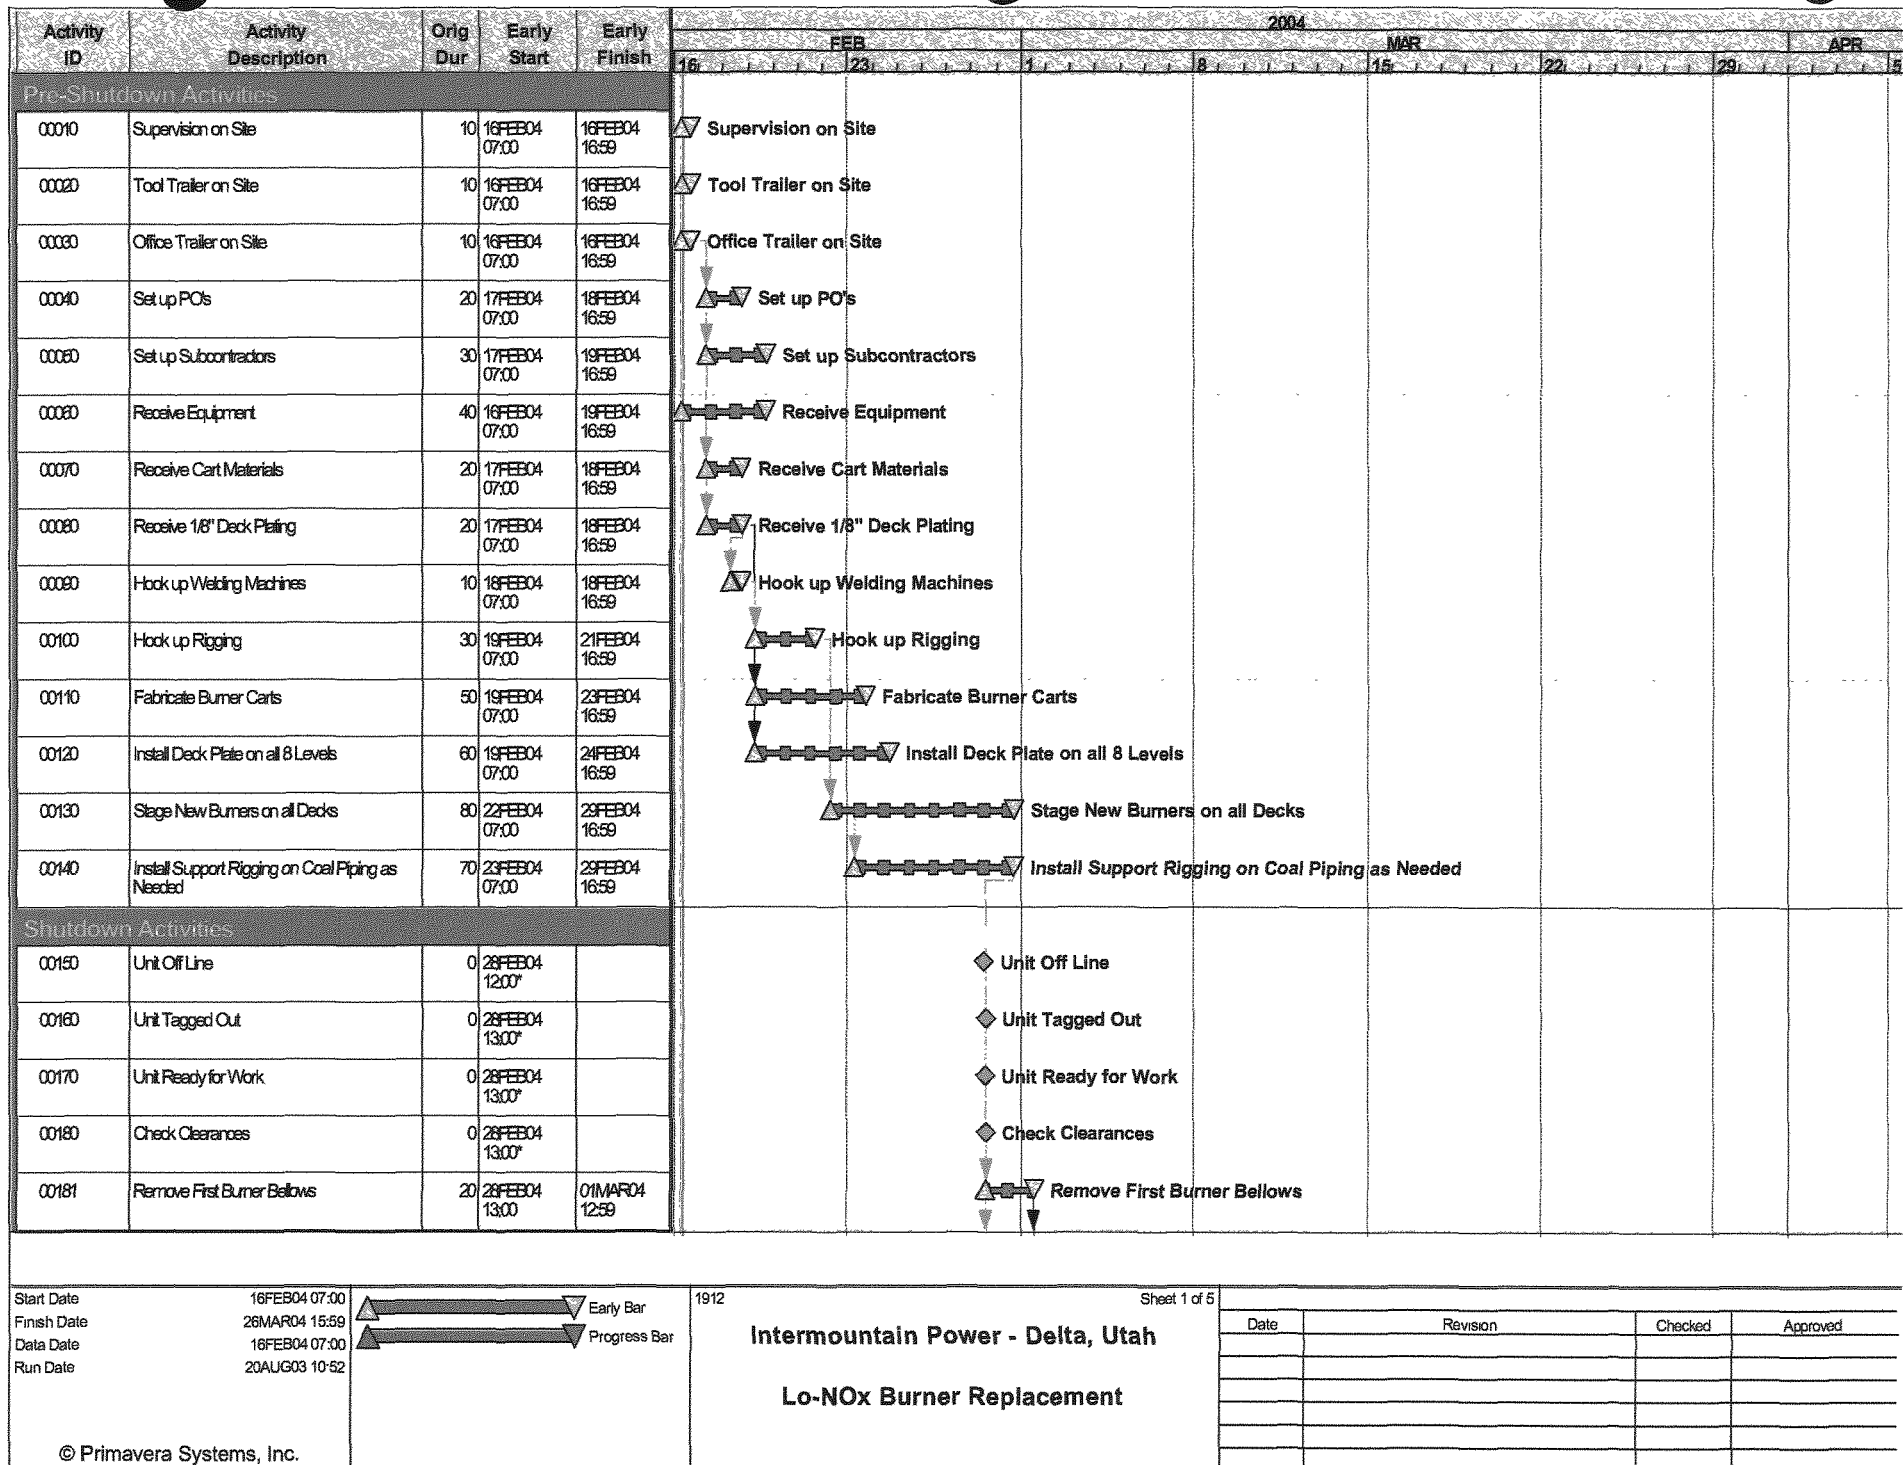 Activity ID Activity Description Orig Dur Early Start Early Finish
2004
FEB MAR APR
16 23 1 8 15 22 29 5
Pre-Shutdown Activities
00010 Supervision on Site 10 16FEB04 07:00 16FEB04 16:59 Supervision on Site
00020 Tool Trailer on Site 10 16FEB04 07:00 16FEB04 16:59 Tool Trailer on Site
00030 Office Trailer on Site 10 16FEB04 07:00 16FEB04 16:59 Office Trailer on Site
00040 Set up PO's 20 17FEB04 07:00 18FEB04 16:59 Set up PO's
Set up Subcontractors 30 17FEB04 07:00 19FEB04 16:59 Set up Subcontractors
00060 Receive Equipment 40 16FEB04 07:00 19FEB04 16:59 Receive Equipment
00070 Receive Cart Materials 20 17FEB04 07:00 18FEB04 16:59 Receive Cart Materials
00080 Receive 1/8" Deck Plating 20 17FEB04 07:00 18FEB04 16:59 Receive 1/8" Deck Plating
00090 Hook up Welding Machines 10 18FEB04 07:00 18FEB04 16:59 Hook up Welding Machines
00100 Hook up Rigging 30 19FEB04 07:00 21FEB04 16:59 Hook up Rigging
00110 Fabricate Burner Carts 50 19FEB04 07:00 23FEB04 16:59 Fabricate Burner Carts
00120 Install Deck Plate on all 8 Levels 60 19FEB04 07:00 24FEB04 16:59 Install Deck Plate on all 8 Levels
00130 Stage New Burners on all Decks 80 22FEB04 07:00 29FEB04 16:59 Stage New Burners on all Decks
00140 Install Support Rigging on Coal Piping as Needed 70 23FEB04 07:00 29FEB04 16:59 Install Support Rigging on Coal Piping as Needed
Shutdown Activities
00150 Unit Off Line 0 28FEB04 12:00* Unit Off Line
00160 Unit Tagged Out 0 28FEB04 13:00* Unit Tagged Out
00170 Unit Ready for Work 0 28FEB04 13:00* Unit Ready for Work
00180 Check Clearances 0 28FEB04 13:00* Check Clearances
00181 Remove First Burner Bellows 20 28FEB04 13:00 01MAR04 12:59 Remove First Burner Bellows
Start Date 16FEB04 07:00
Finish Date 26MAR04 15:59
Data Date 16FEB04 07:00
Run Date 20AUG03 10:52
© Primavera Systems, Inc.
Early Bar
Progress Bar
1912
Sheet 1 of 5
Intermountain Power - Delta, Utah
Lo-NOx Burner Replacement
Date Revision Checked Approved